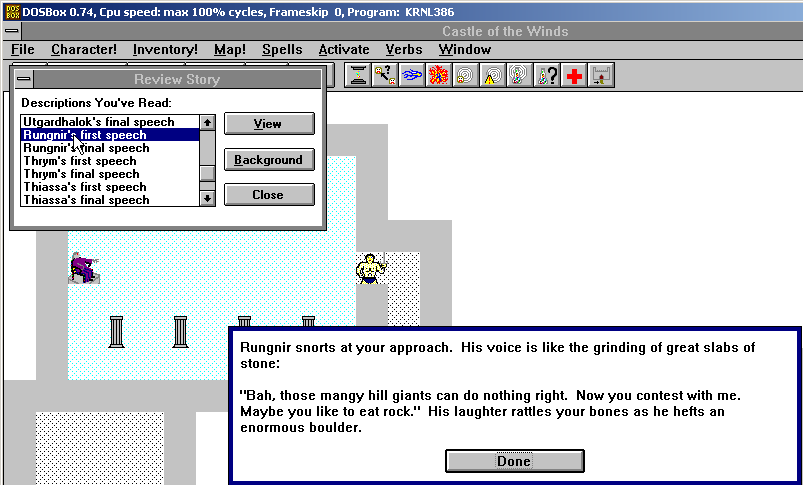 DOSBox 0.74, Cpu speed: max 100% cycles, Frameskip 0, Program: KRNL386
Castle of the Winds
File Character! Inventory! Map! Spells Activate Verbs Window
Review Story
Descriptions You've Read:
Utgardhalok's final speech
Rungnir's first speech
Rungnir's final speech
Thrym's first speech
Thrym's final speech
Thiassa's first speech
Thiassa's final speech
View
Background
Close
Rungnir snorts at your approach. His voice is like the grinding of great slabs of
stone:
"Bah, those mangy hill giants can do nothing right. Now you contest with me.
Maybe you like to eat rock." His laughter rattles your bones as he hefts an
enormous boulder.
Done